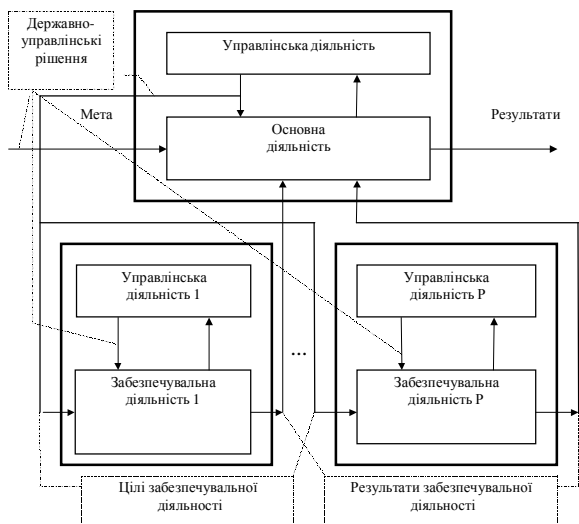 Державно-
управлінські
рішення
Управлінська діяльність
Мета
Основна
діяльність
Результати
Управлінська
діяльність 1
Управлінська
діяльність P
...
Забезпечувальна
діяльність 1
Забезпечувальна
діяльність P
Цілі забезпечувальної
діяльності
Результати забезпечувальної
діяльності